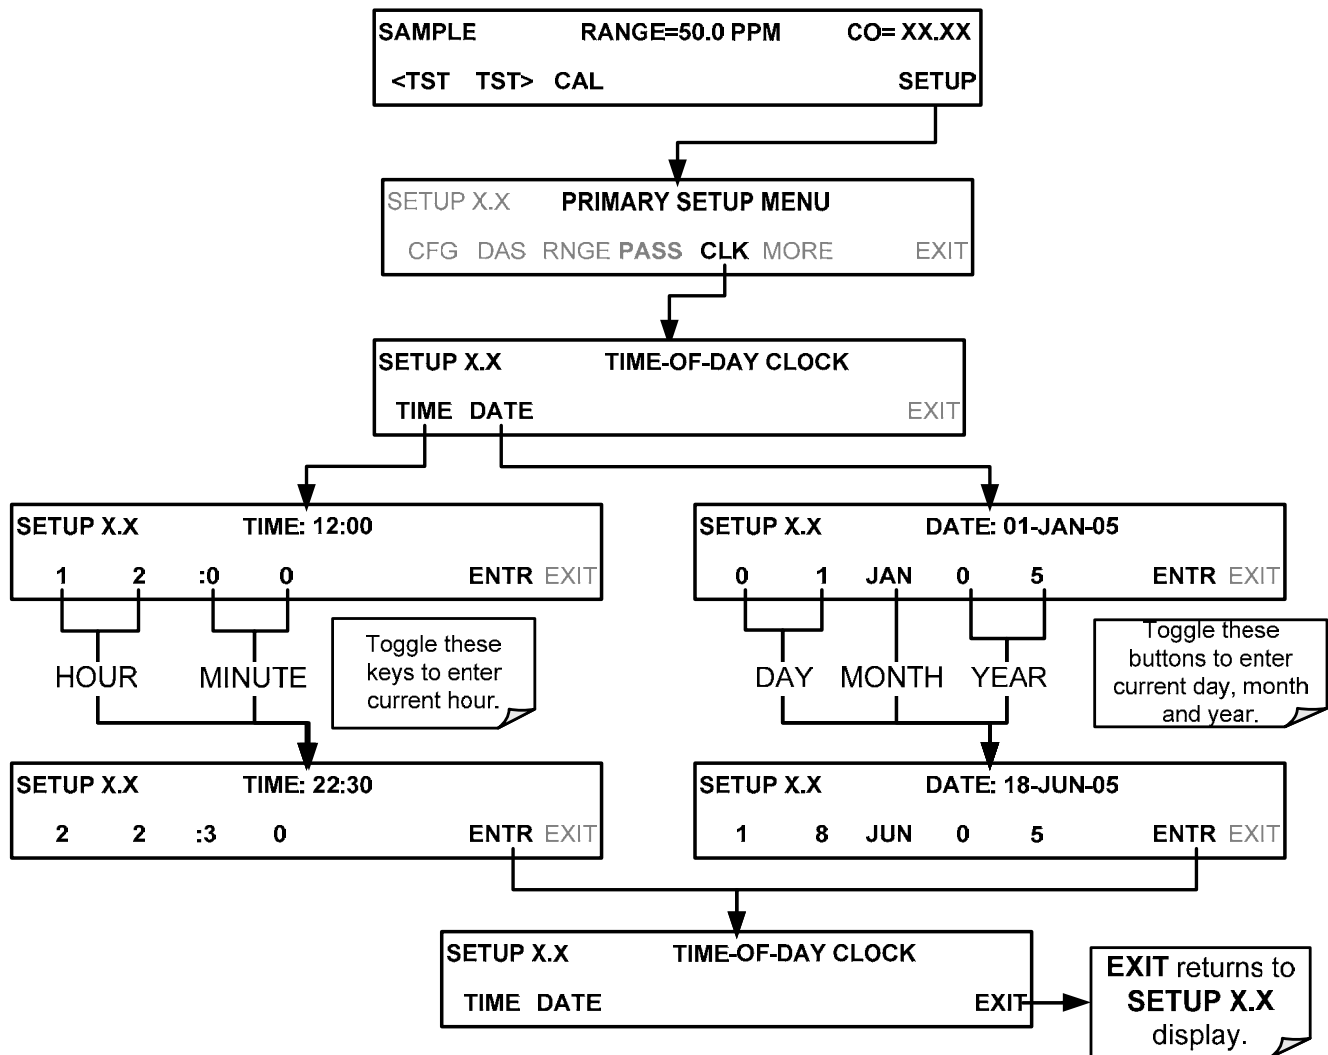 SAMPLE RANGE=50.0 PPM CO= XX.XX
<TST TST> CAL SETUP
SETUP X.X PRIMARY SETUP MENU
CFG DAS RNGE PASS CLK MORE EXIT
SETUP X.X TIME-OF-DAY CLOCK
TIME DATE EXIT
SETUP X.X TIME: 12:00
1 2 :0 0 ENTR EXIT
HOUR MINUTE
Toggle these
keys to enter
current hour.
SETUP X.X TIME: 22:30
2 2 :3 0 ENTR EXIT
SETUP X.X DATE: 01-JAN-05
0 1 JAN 0 5 ENTR EXIT
DAY MONTH YEAR
Toggle these
buttons to enter
current day, month
and year.
SETUP X.X DATE: 18-JUN-05
1 8 JUN 0 5 ENTR EXIT
SETUP X.X TIME-OF-DAY CLOCK
TIME DATE EXIT
EXIT returns to
SETUP X.X
display.